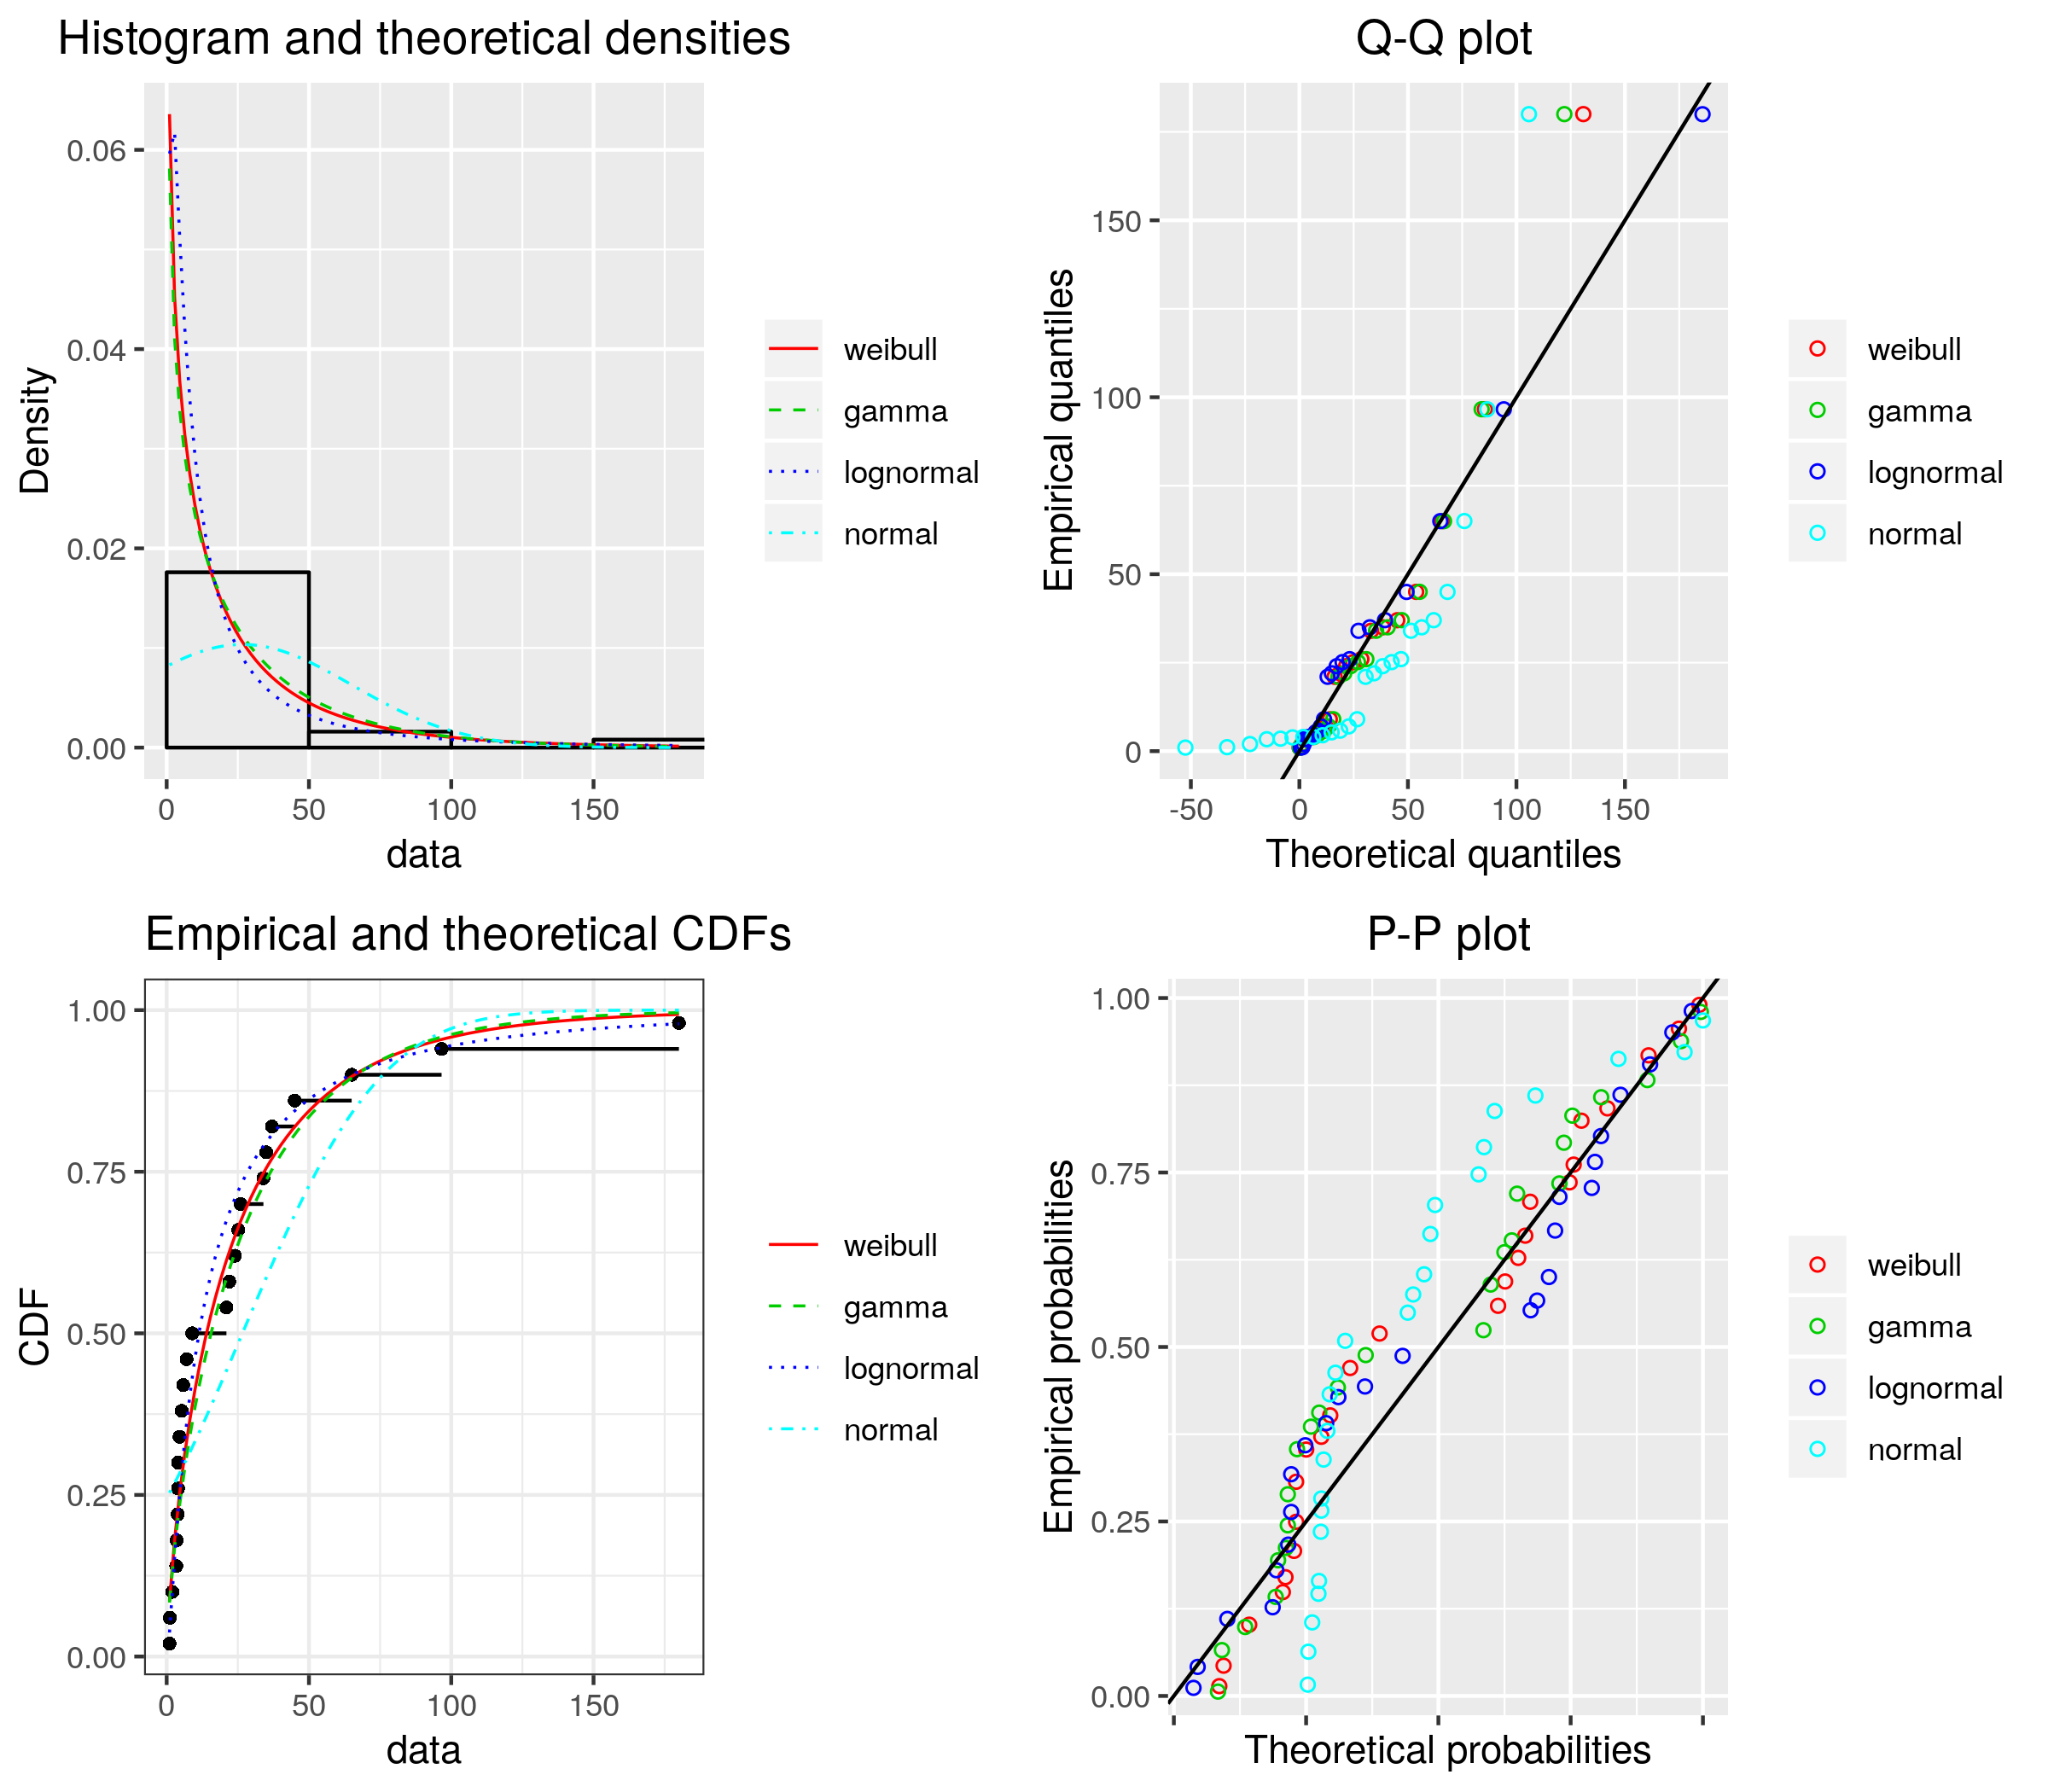 Histogram and theoretical densities
0.06
0.04
0.02
0.00
Density
0 50 100 150
data
weibull
gamma
lognormal
normal
Q-Q plot
150
100
50
0
Empirical quantiles
-50 0 50 100 150
Theoretical quantiles
weibull
gamma
lognormal
normal
Empirical and theoretical CDFs
1.00
0.75
0.50
0.25
0.00
CDF
0 50 100 150
data
weibull
gamma
lognormal
normal
P-P plot
1.00
0.75
0.50
0.25
0.00
Empirical probabilities
Theoretical probabilities
weibull
gamma
lognormal
normal